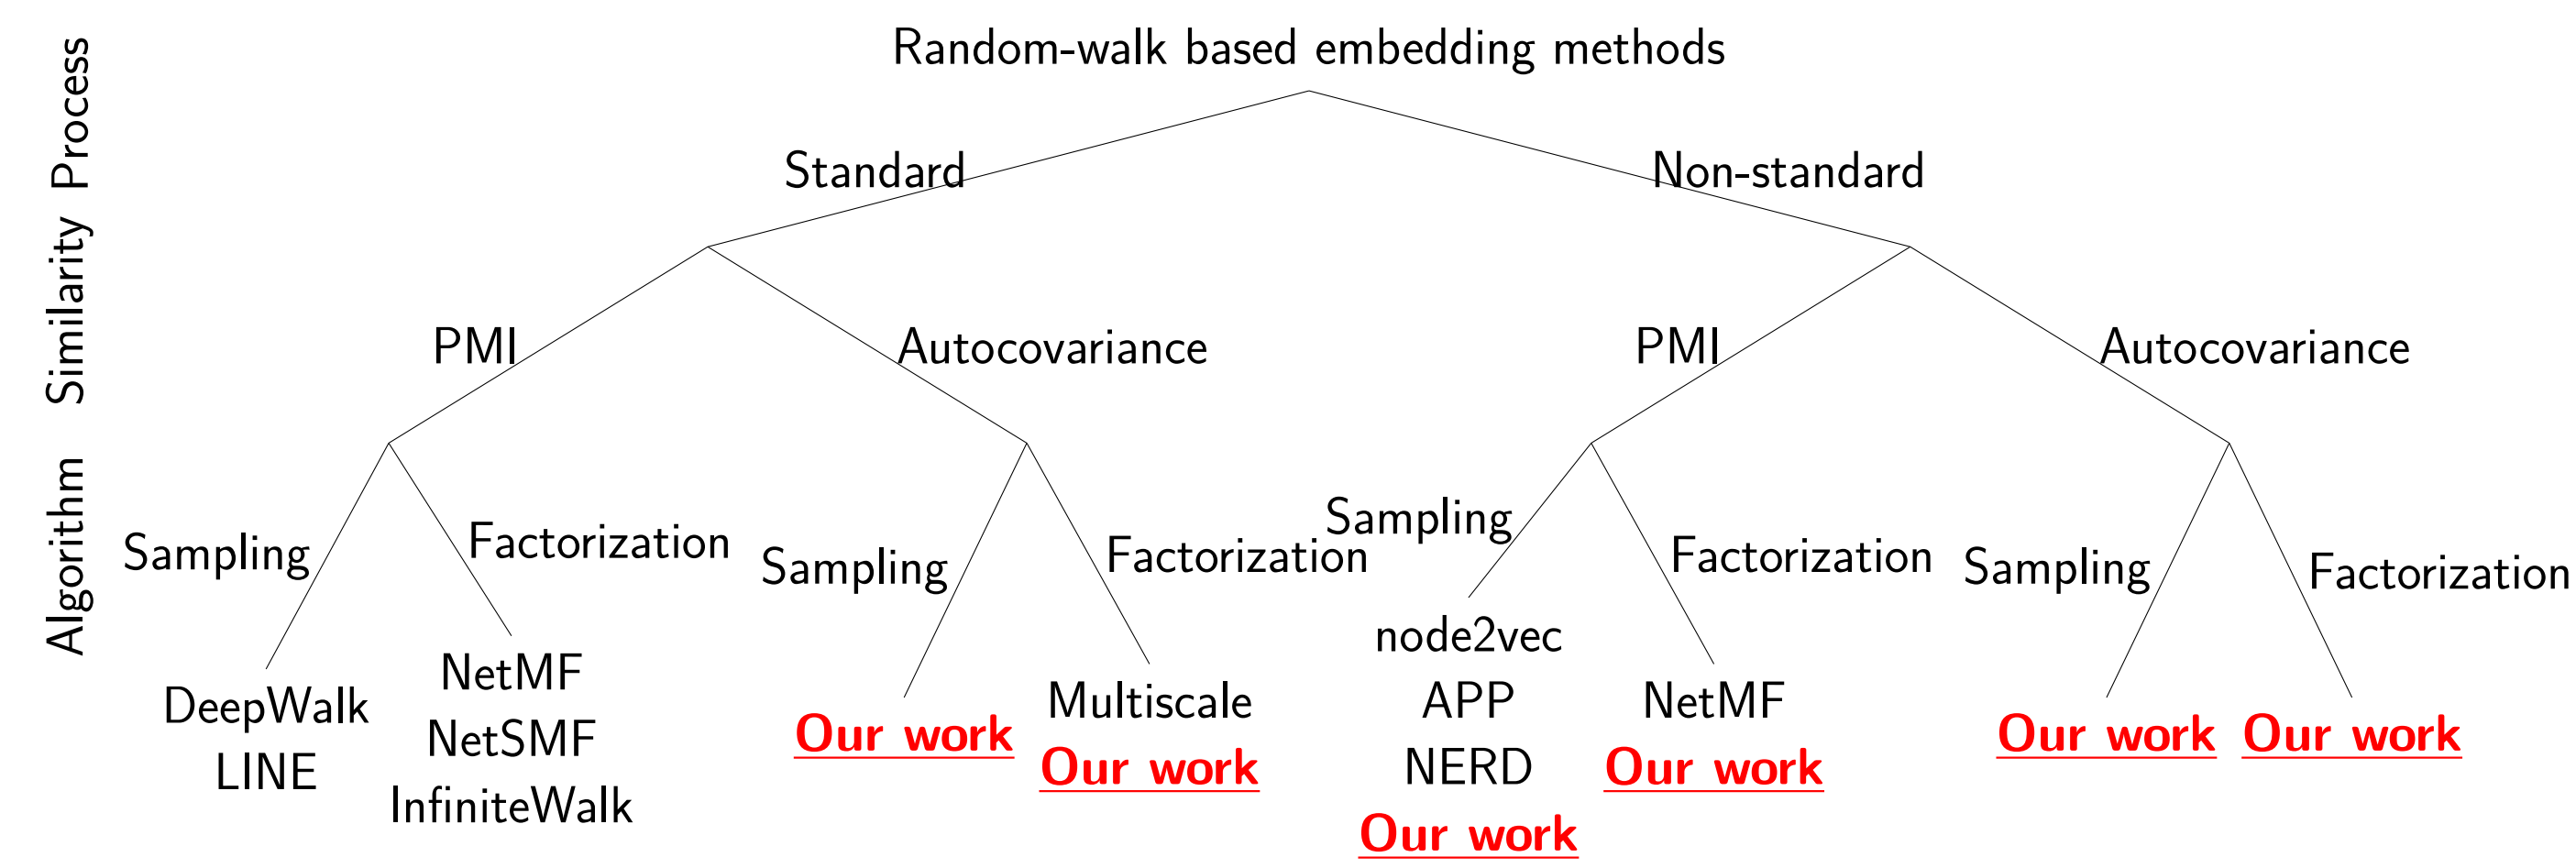 Random-walk based embedding methods
Process
Standard
Non-standard
Similarity
PMI
Autocovariance
PMI
Autocovariance
Algorithm
Sampling
Factorization
Sampling
Factorization
Sampling
Factorization
Sampling
Factorization
DeepWalk
LINE
NetMF
NetSMF
InfiniteWalk
Our work
Multiscale
Our work
node2vec
APP
NERD
Our work
NetMF
Our work
Our work
Our work